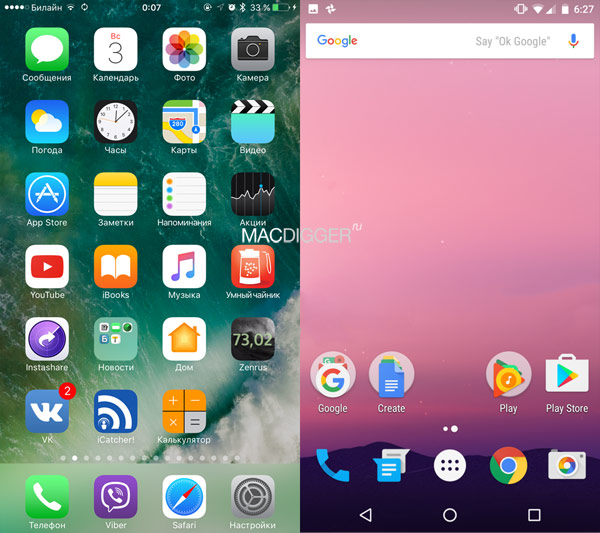 Билайн 0:07 33 %
Вс
3
Сообщения Календарь Фото Камера
280
Погода Часы Карты Видео
App Store Заметки Напоминания Акции
MACDIGGER.ru
YouTube iBooks Музыка Умный чайник
73,02
Instashare Новости Дом Zenrus
2
VK iCatcher! Калькулятор
Телефон Viber Safari Настройки
6:27
Google Say "Ok Google"
Google Create Play Play Store